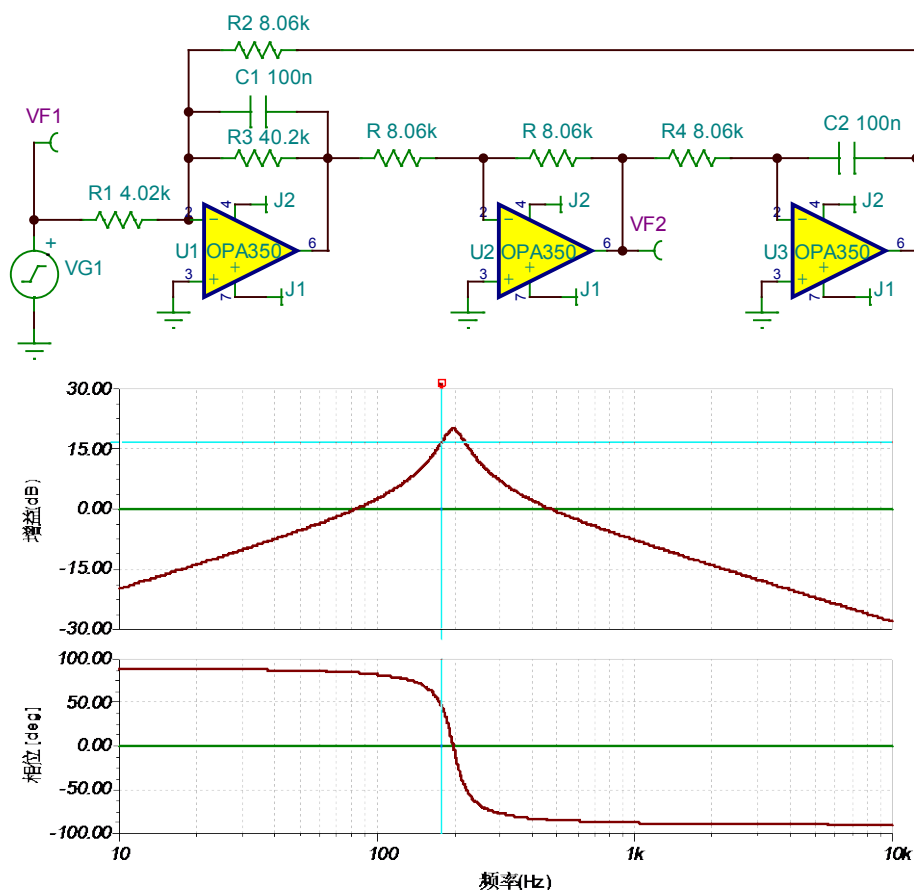 R2 8.06k
C1 100n
VF1
R3 40.2k
R 8.06k
R 8.06k
R4 8.06k
C2 100n
R1 4.02k
2
4
J2
U1
OPA350
6
3
7
J1
VG1
2
4
J2
U2
OPA350
6
3
7
J1
VF2
2
4
J2
U3
OPA350
6
3
7
J1
30.00
15.00
0.00
-15.00
-30.00
增益(dB)
100.00
50.00
0.00
-50.00
-100.00
相位[deg]
10
100
1k
10k
频率(Hz)